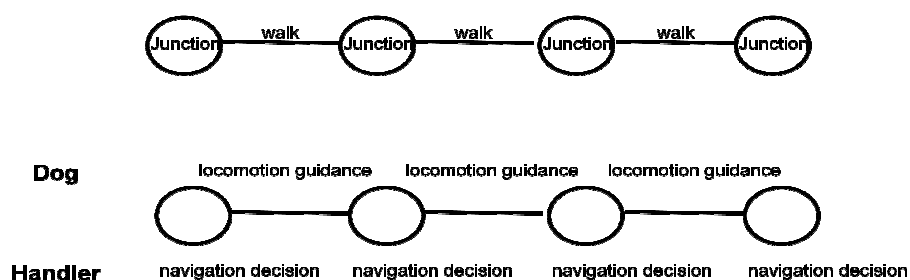 walk walk walk
Junction Junction Junction Junction
locomotion guidance locomotion guidance locomotion guidance
Dog
Handler navigation decision navigation decision navigation decision navigation decision